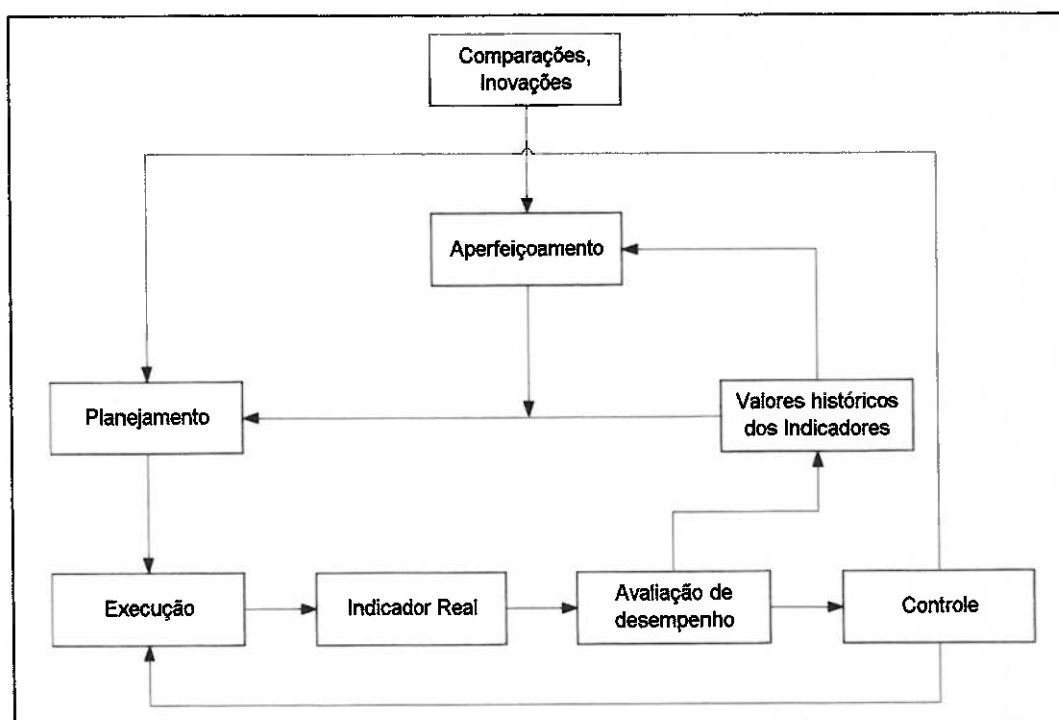 Comparações,
Inovações
Aperfeiçoamento
Planejamento
Valores históricos
dos Indicadores
Execução
Indicador Real
Avaliação de
desempenho
Controle